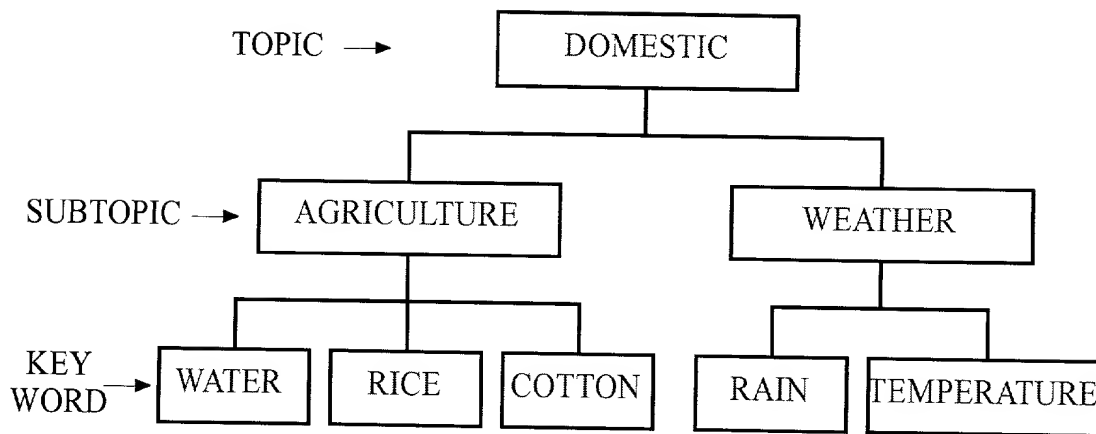 TOPIC
DOMESTIC
SUBTOPIC
AGRICULTURE
WEATHER
KEY
WORD
WATER
RICE
COTTON
RAIN
TEMPERATURE